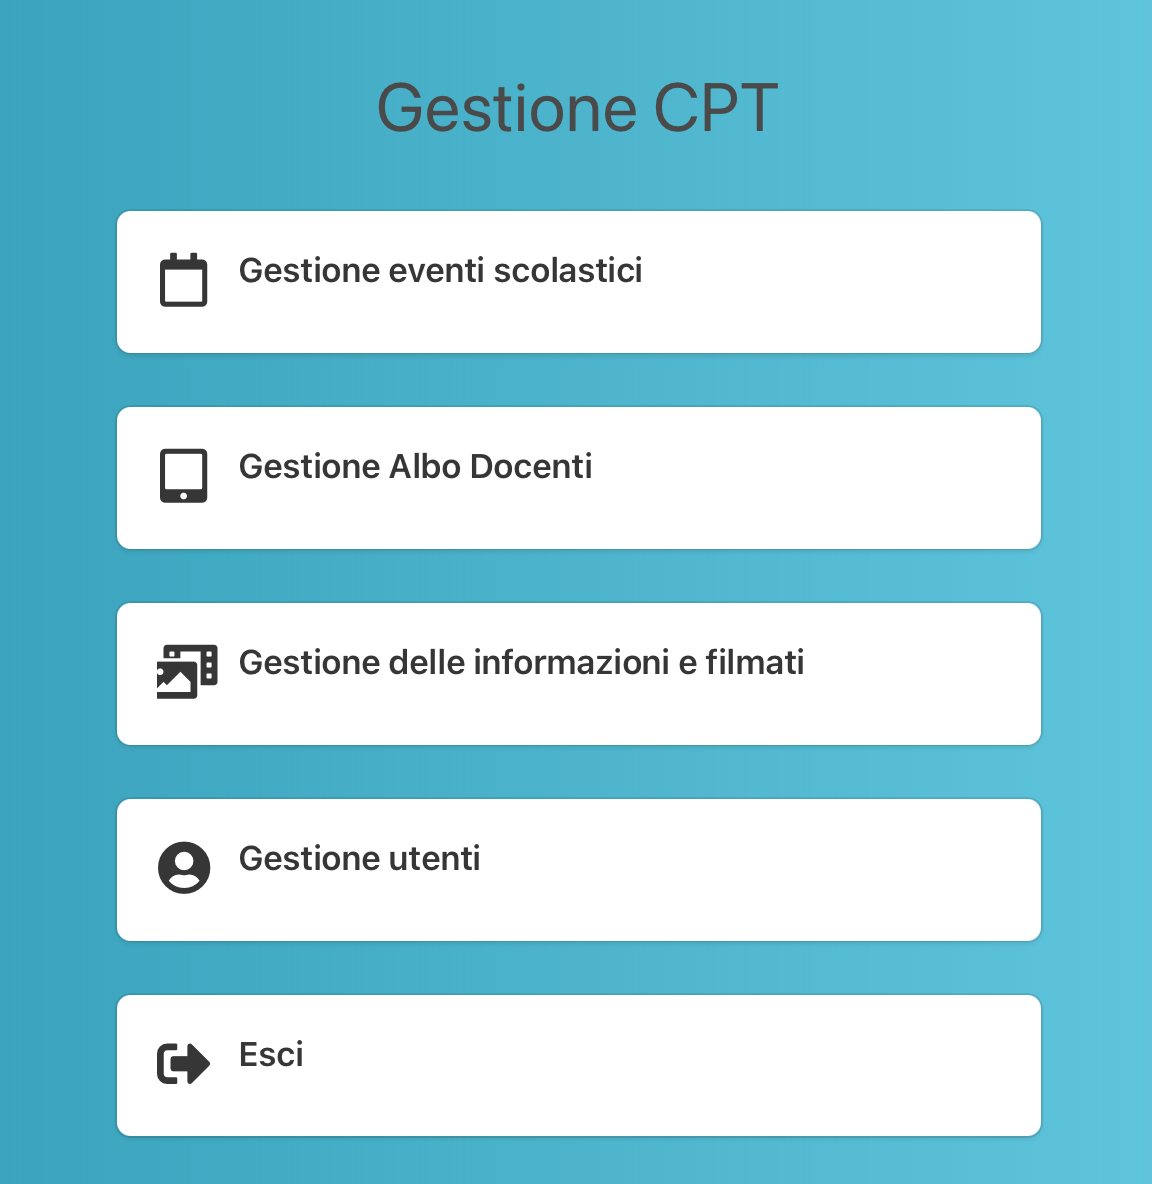 Gestione CPT
Gestione eventi scolastici
Gestione Albo Docenti
Gestione delle informazioni e filmati
Gestione utenti
Esci